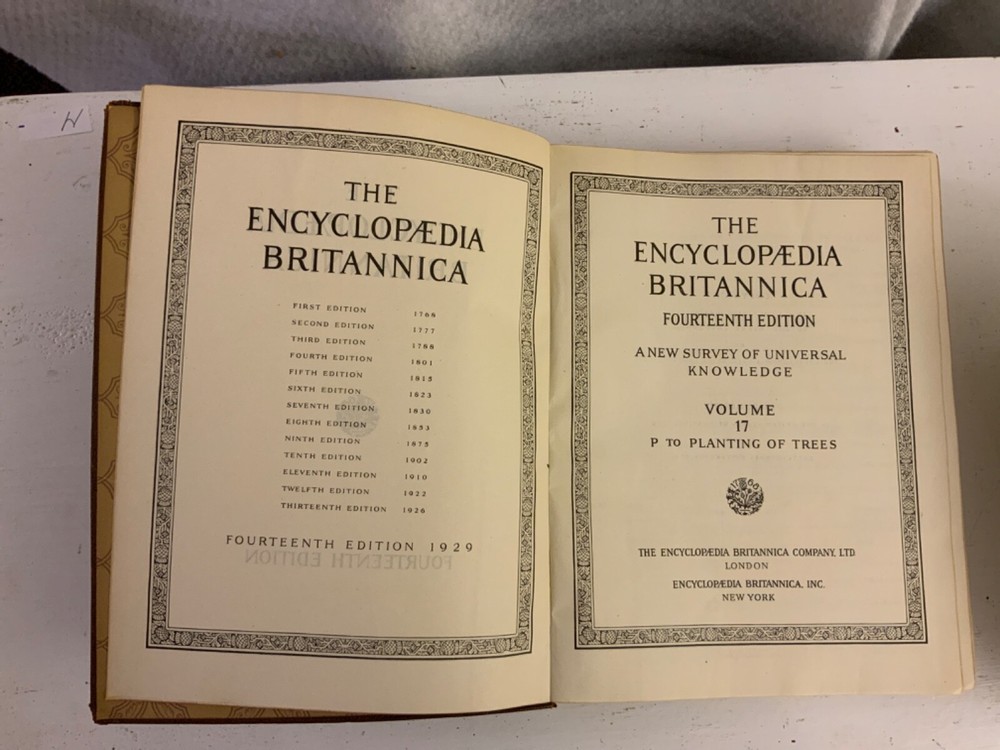 THE
ENCYCLOPÆDIA
BRITANNICA
FIRST EDITION 1768
SECOND EDITION 1777
THIRD EDITION 1788
FOURTH EDITION 1801
FIFTH EDITION 1815
SIXTH EDITION 1823
SEVENTH EDITION 1830
EIGHTH EDITION 1853
NINTH EDITION 1875
TENTH EDITION 1902
ELEVENTH EDITION 1910
TWELFTH EDITION 1922
THIRTEENTH EDITION 1926
FOURTEENTH EDITION 1929
THE
ENCYCLOPÆDIA
BRITANNICA
FOURTEENTH EDITION
A NEW SURVEY OF UNIVERSAL
KNOWLEDGE
VOLUME
17
P TO PLANTING OF TREES
THE ENCYCLOPÆDIA BRITANNICA COMPANY, LTD
LONDON
ENCYCLOPÆDIA BRITANNICA, INC.
NEW YORK